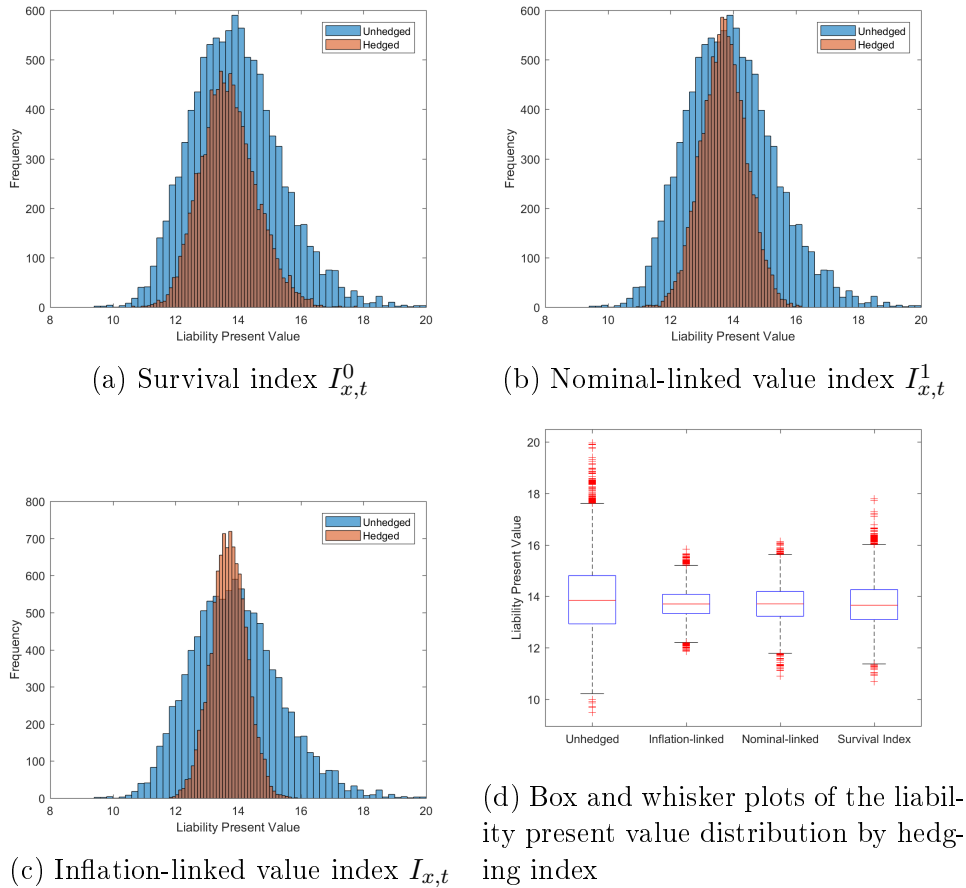 600
500
400
300
200
100
0
Frequency
8 10 12 14 16 18 20
Liability Present Value
Unhedged
Hedged
(a) Survival index I^0_{x,t}
600
500
400
300
200
100
0
Frequency
8 10 12 14 16 18 20
Liability Present Value
Unhedged
Hedged
(b) Nominal-linked value index I^1_{x,t}
800
700
600
500
400
300
200
100
0
Frequency
8 10 12 14 16 18 20
Liability Present Value
Unhedged
Hedged
(c) Inflation-linked value index I_{x,t}
20
18
16
14
12
10
Liability Present Value
Unhedged Inflation-linked Nominal-linked Survival Index
(d) Box and whisker plots of the liabil-
ity present value distribution by hedg-
ing index